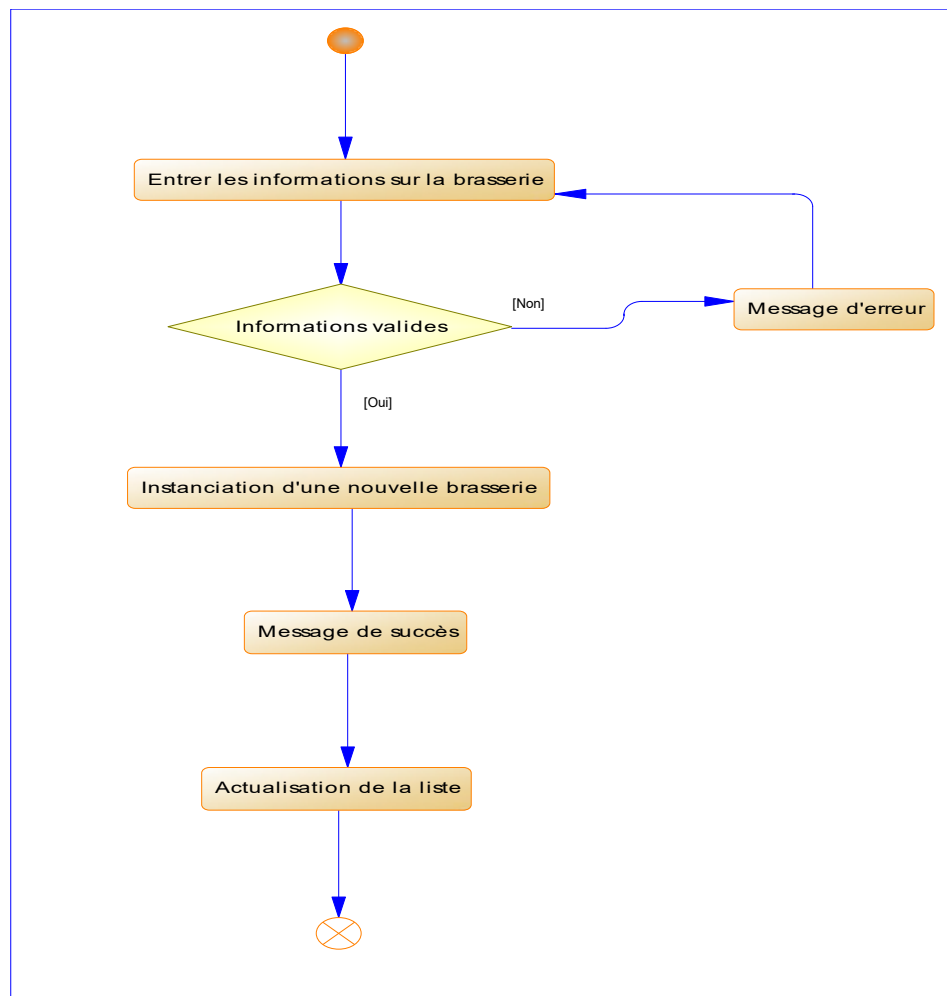 Entrer les informations sur la brasserie
Informations valides
[Non]
Message d'erreur
[Oui]
Instanciation d'une nouvelle brasserie
Message de succès
Actualisation de la liste